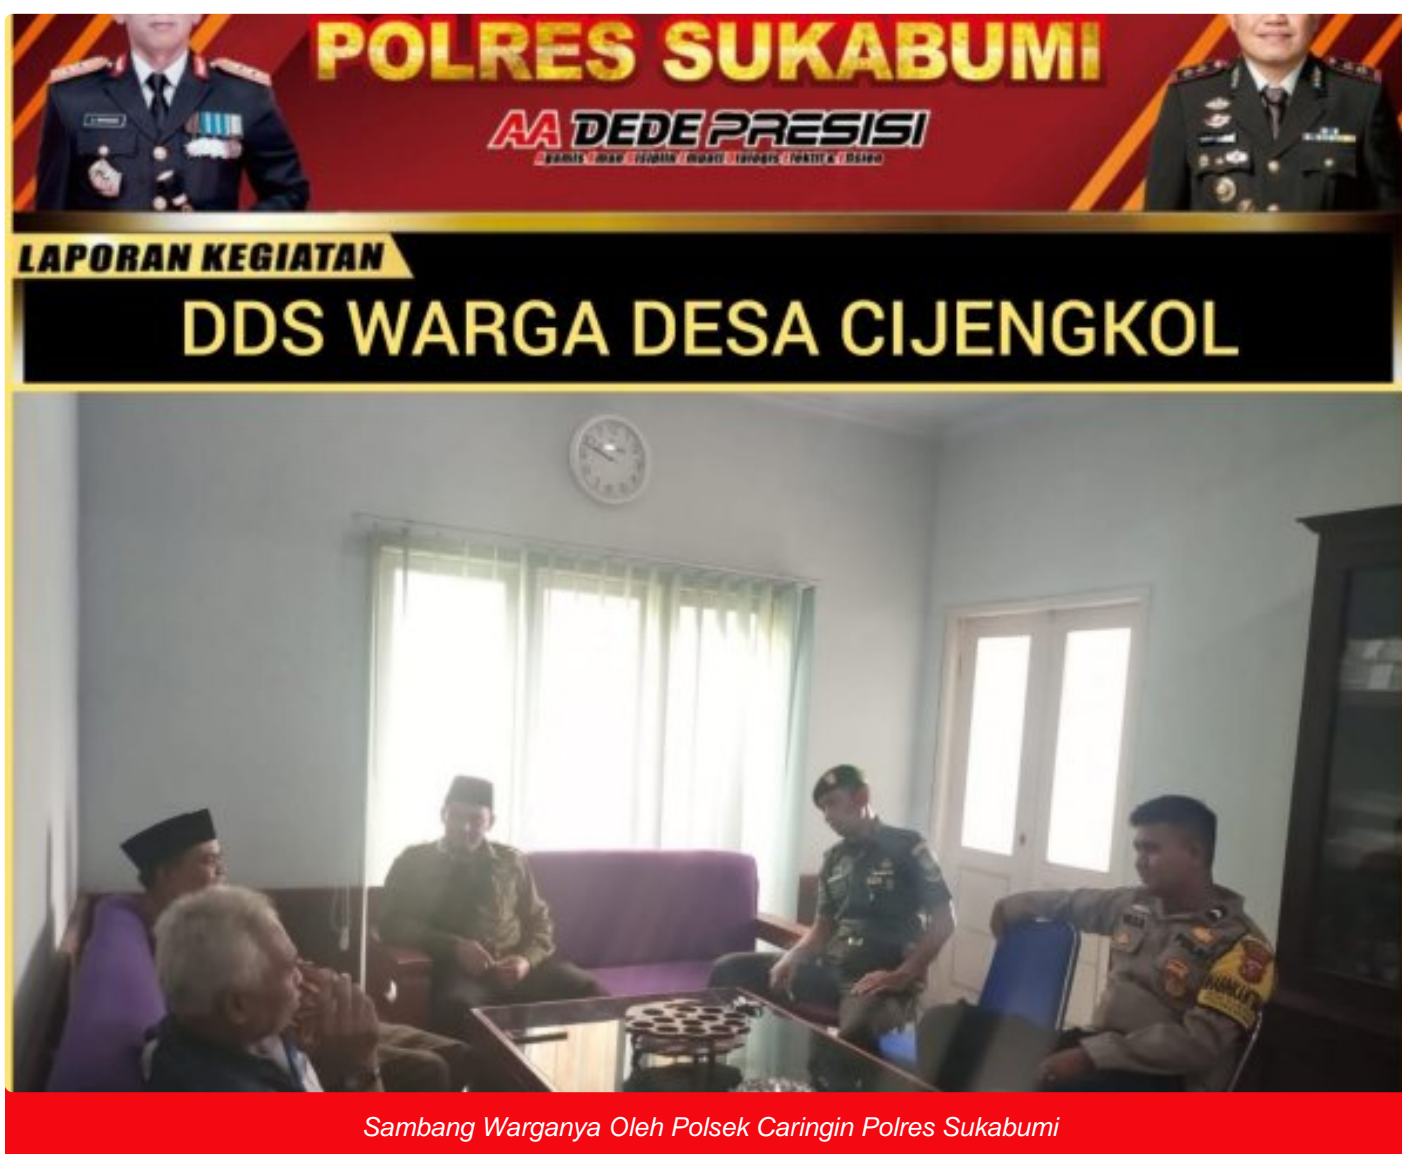 POLRES SUKABUMI
AA DEDE PRESISI
LAPORAN KEGIATAN
DDS WARGA DESA CIJENGKOL
Sambang Warganya Oleh Polsek Caringin Polres Sukabumi